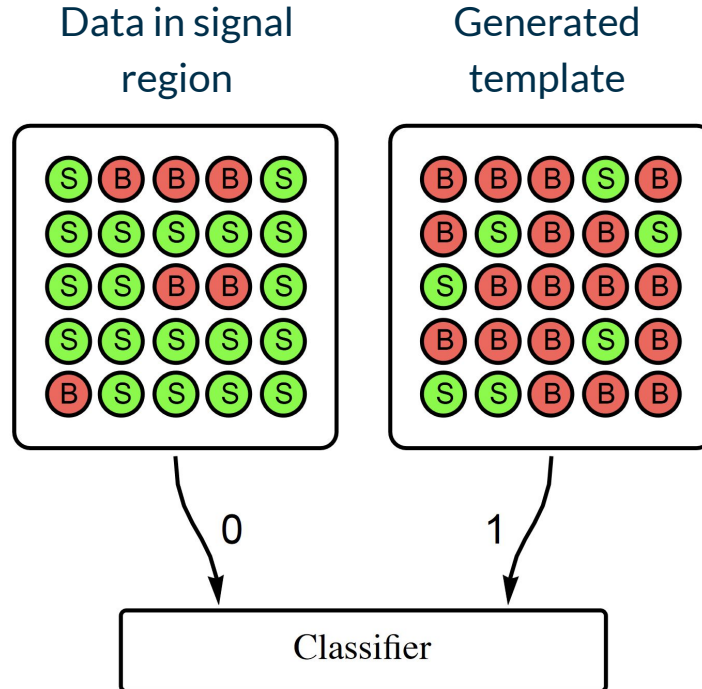 Data in signal
region
Generated
template
S B B B S
S S S S S
S S B B S
S S S S S
B S S S S
B B B S B
B S B B S
S B B B B
B B B S B
S S B B B
0
1
Classifier